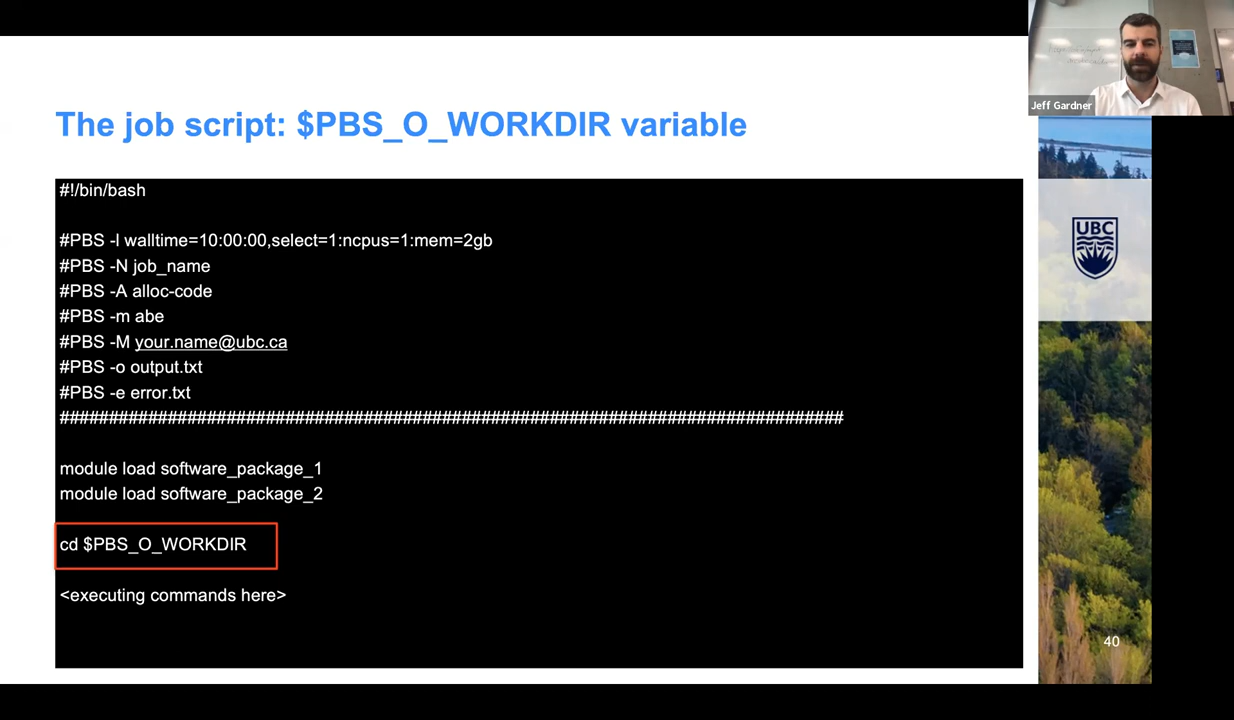 The job script: $PBS_O_WORKDIR variable
#!/bin/bash
#PBS -l walltime=10:00:00,select=1:ncpus=1:mem=2gb
#PBS -N job_name
#PBS -A alloc-code
#PBS -m abe
#PBS -M your.name@ubc.ca
#PBS -o output.txt
#PBS -e error.txt
################################################################################
module load software_package_1
module load software_package_2
cd $PBS_O_WORKDIR
<executing commands here>
Jeff Gardner
UBC
40